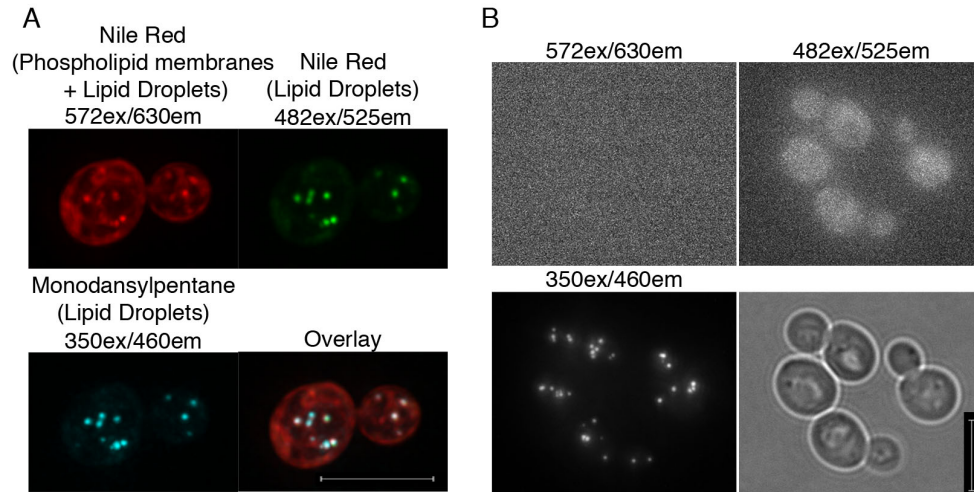 A
Nile Red
(Phospholipid membranes
+ Lipid Droplets)
572ex/630em
Nile Red
(Lipid Droplets)
482ex/525em
Monodansylpentane
(Lipid Droplets)
350ex/460em
Overlay
B
572ex/630em
482ex/525em
350ex/460em